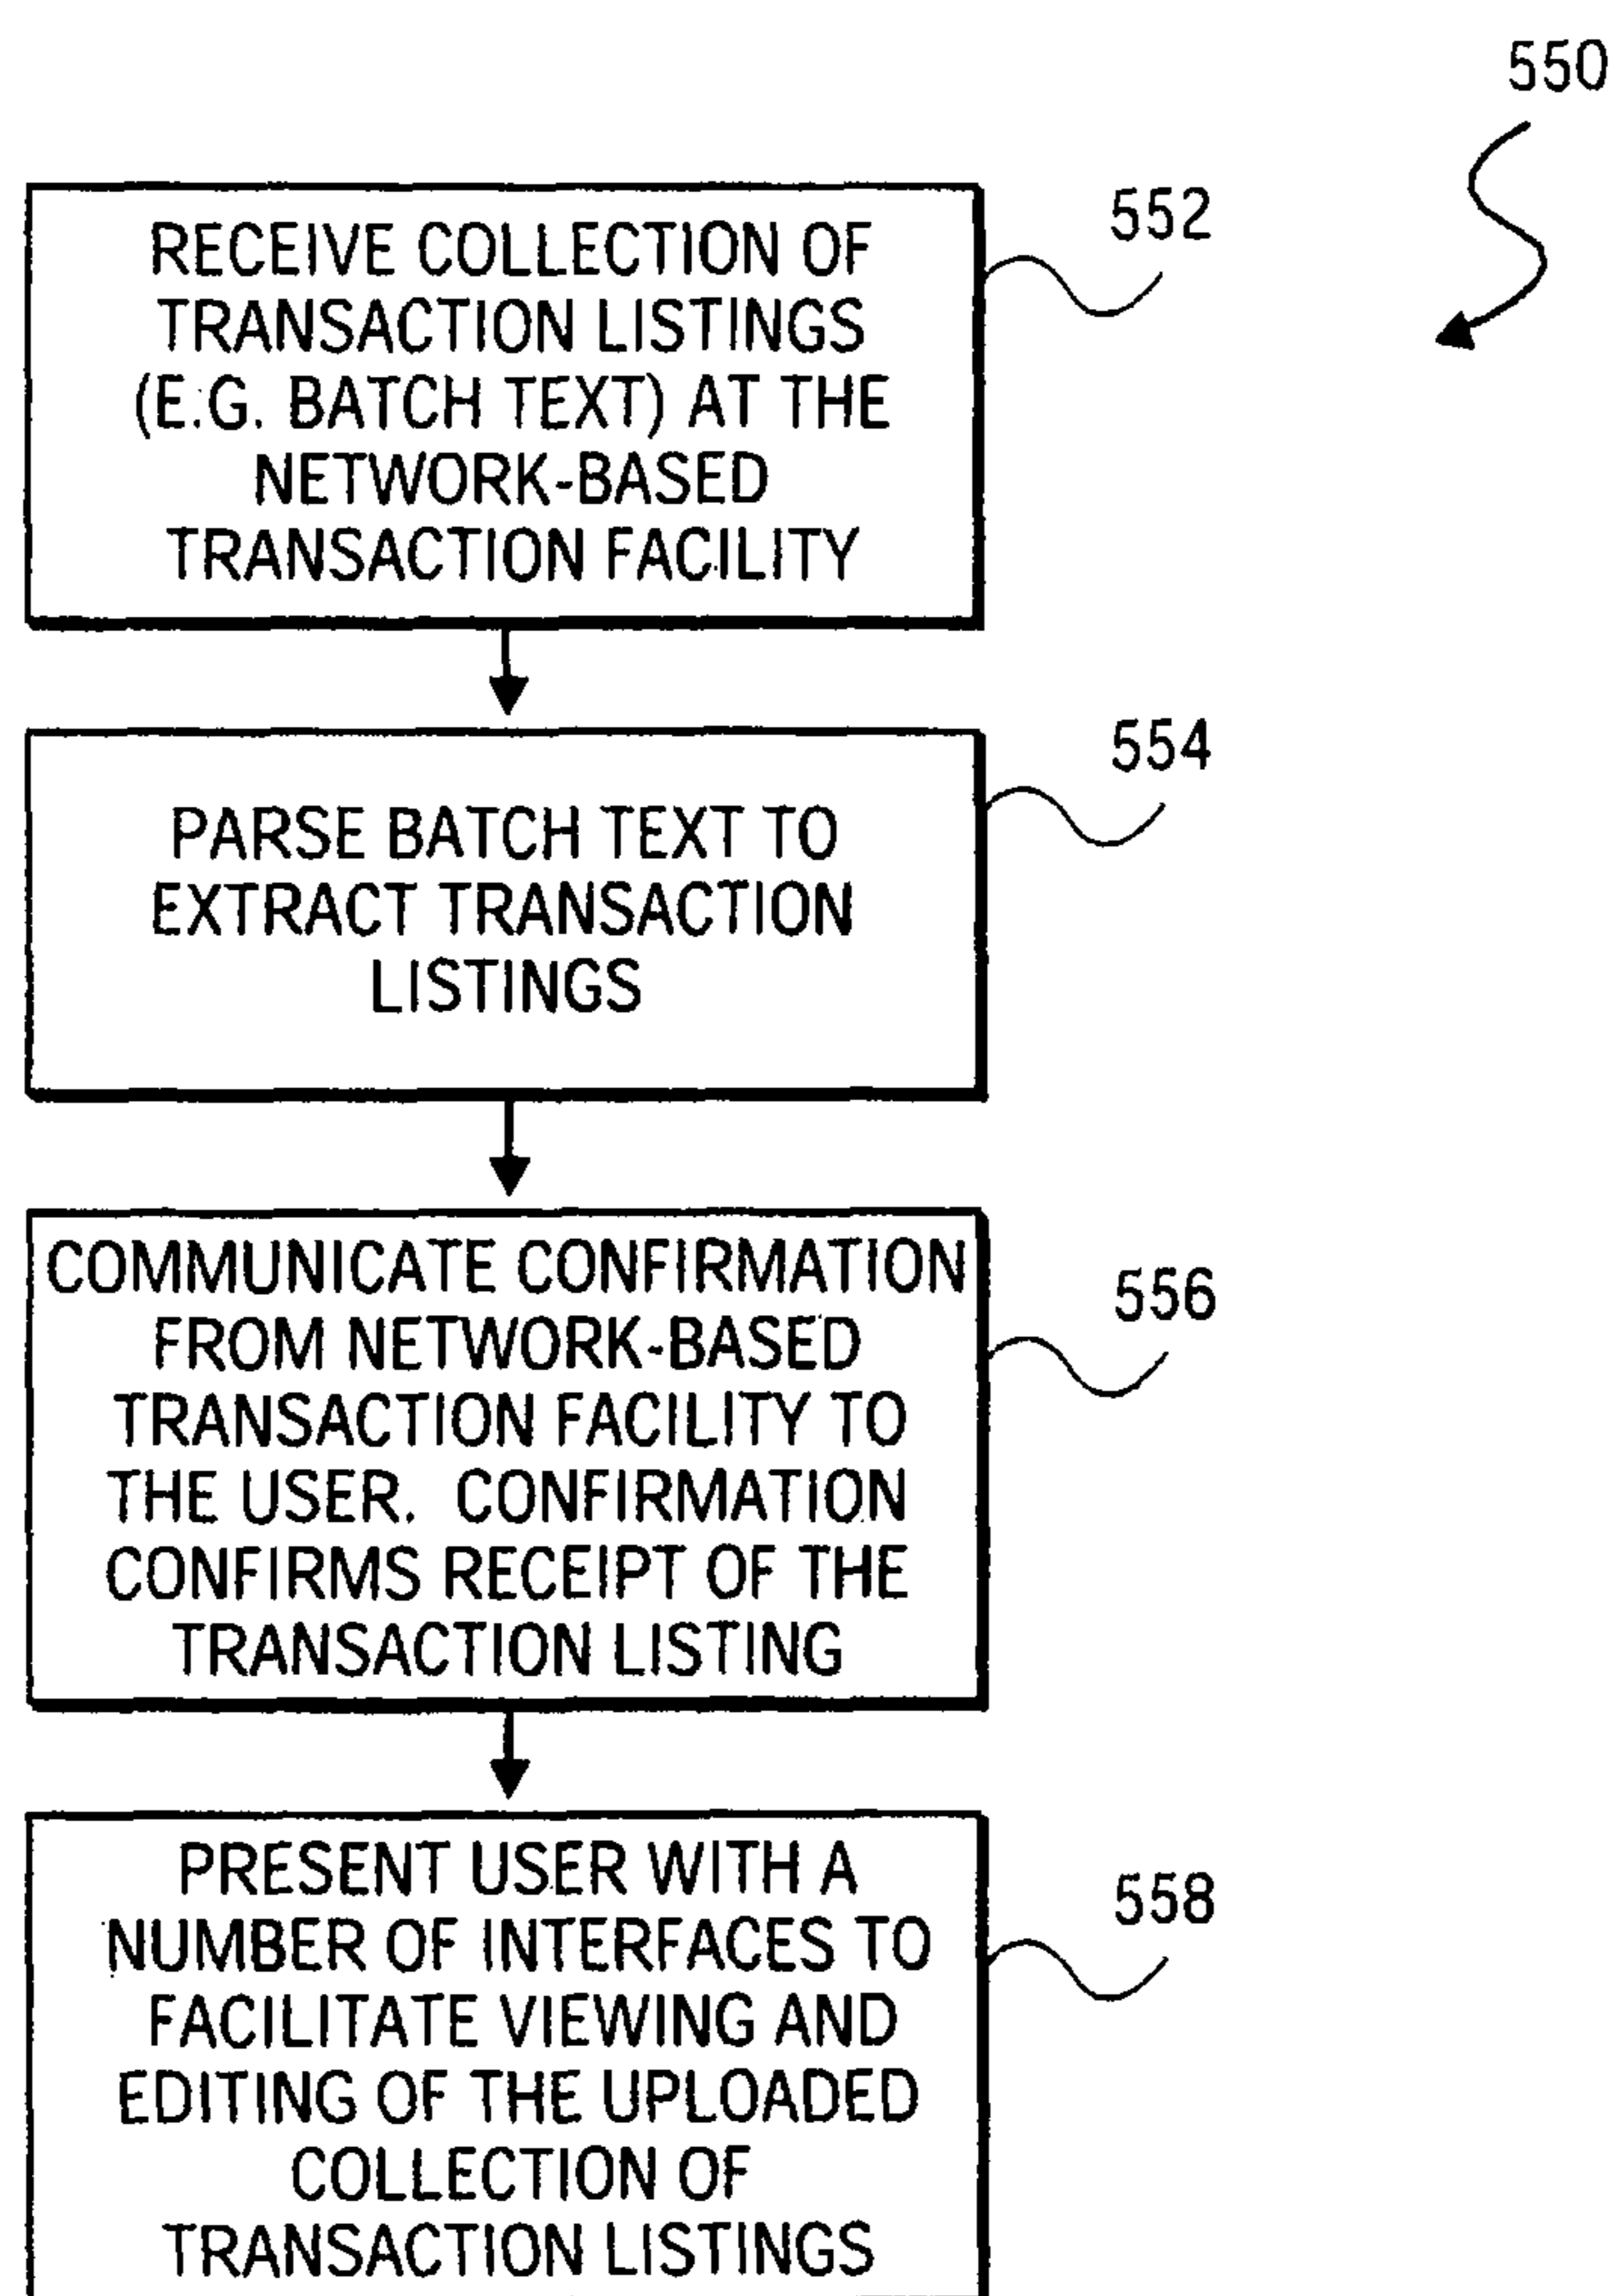 550
552
RECEIVE COLLECTION OF
TRANSACTION LISTINGS
(E.G. BATCH TEXT) AT THE
NETWORK-BASED
TRANSACTION FACILITY
554
PARSE BATCH TEXT TO
EXTRACT TRANSACTION
LISTINGS
556
COMMUNICATE CONFIRMATION
FROM NETWORK-BASED
TRANSACTION FACILITY TO
THE USER. CONFIRMATION
CONFIRMS RECEIPT OF THE
TRANSACTION LISTING
558
PRESENT USER WITH A
NUMBER OF INTERFACES TO
FACILITATE VIEWING AND
EDITING OF THE UPLOADED
COLLECTION OF
TRANSACTION LISTINGS